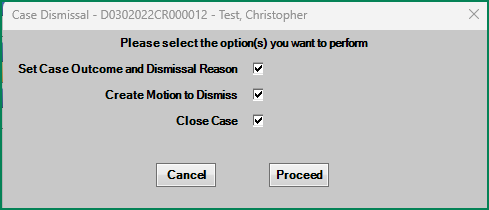 Case Dismissal - D0302022CR000012 - Test, Christopher
Please select the option(s) you want to perform
Set Case Outcome and Dismissal Reason
Create Motion to Dismiss
Close Case
Cancel Proceed